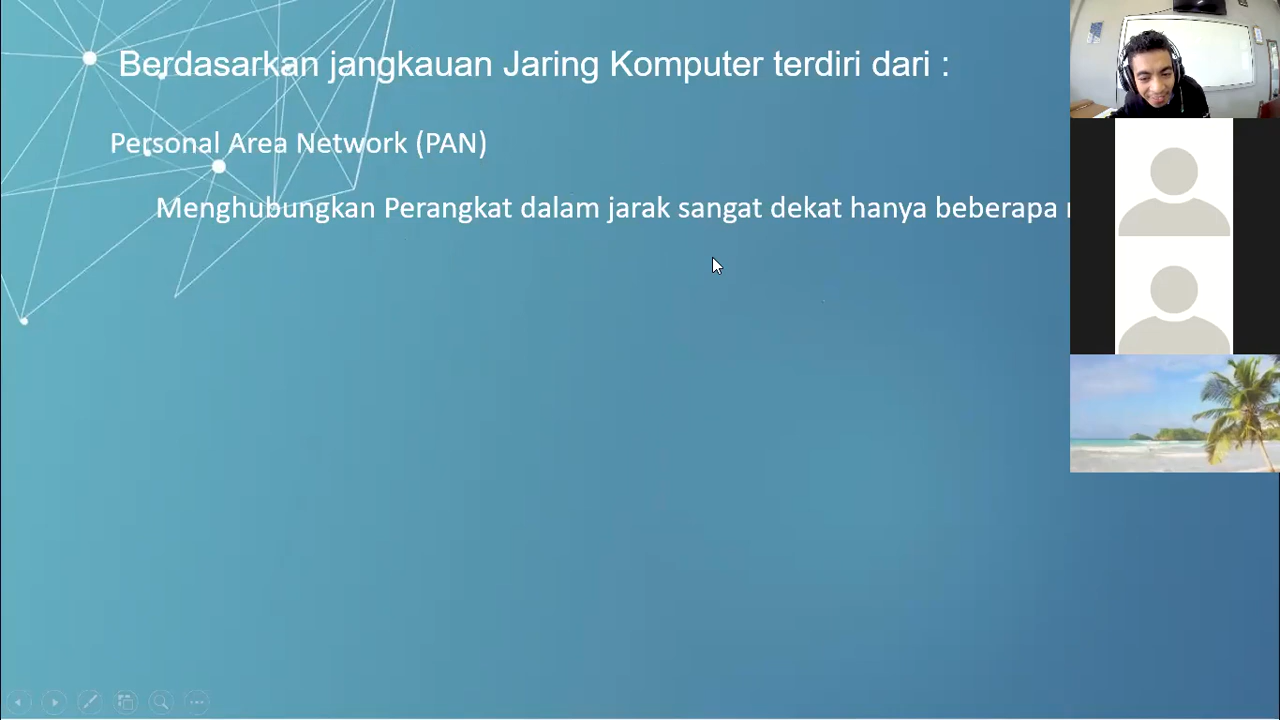 Berdasarkan jangkauan Jaring Komputer terdiri dari :
Personal Area Network (PAN)
Menghubungkan Perangkat dalam jarak sangat dekat hanya beberapa